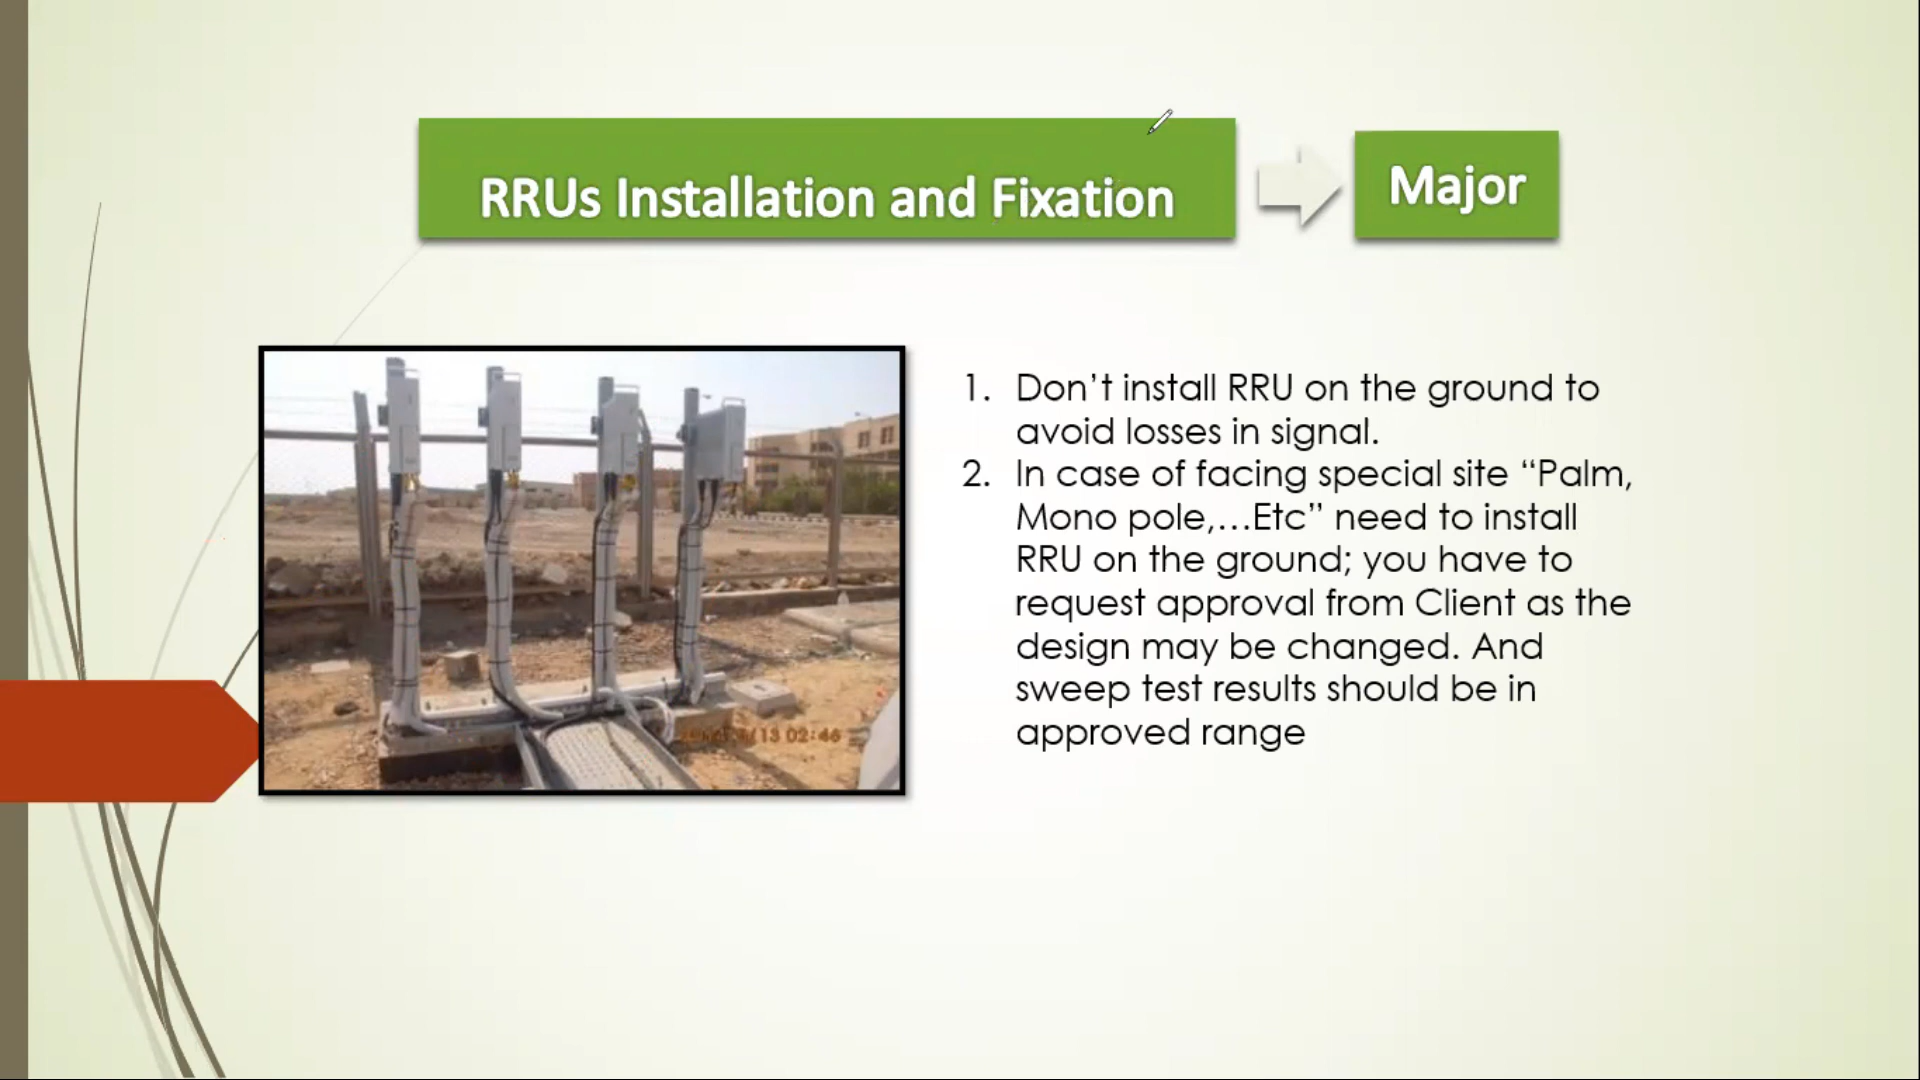 RRUs Installation and Fixation
Major
1. Don’t install RRU on the ground to
avoid losses in signal.
2. In case of facing special site “Palm,
Mono pole,…Etc” need to install
RRU on the ground; you have to
request approval from Client as the
design may be changed. And
sweep test results should be in
approved range
13 02:46